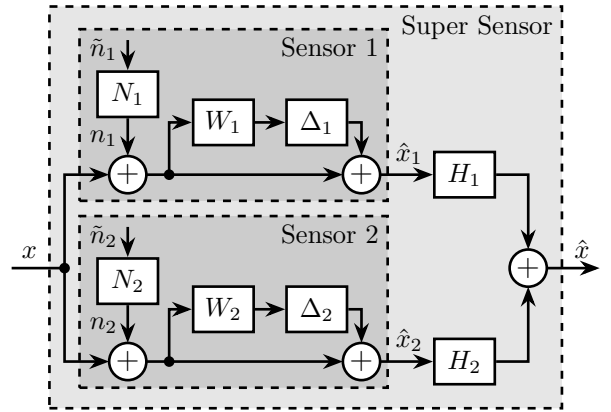 Super Sensor
Sensor 1
ñ₁
N₁
n₁
W₁
Δ₁
+
+
x̂₁
H₁
Sensor 2
ñ₂
N₂
n₂
W₂
Δ₂
+
+
x̂₂
H₂
x
+
x̂